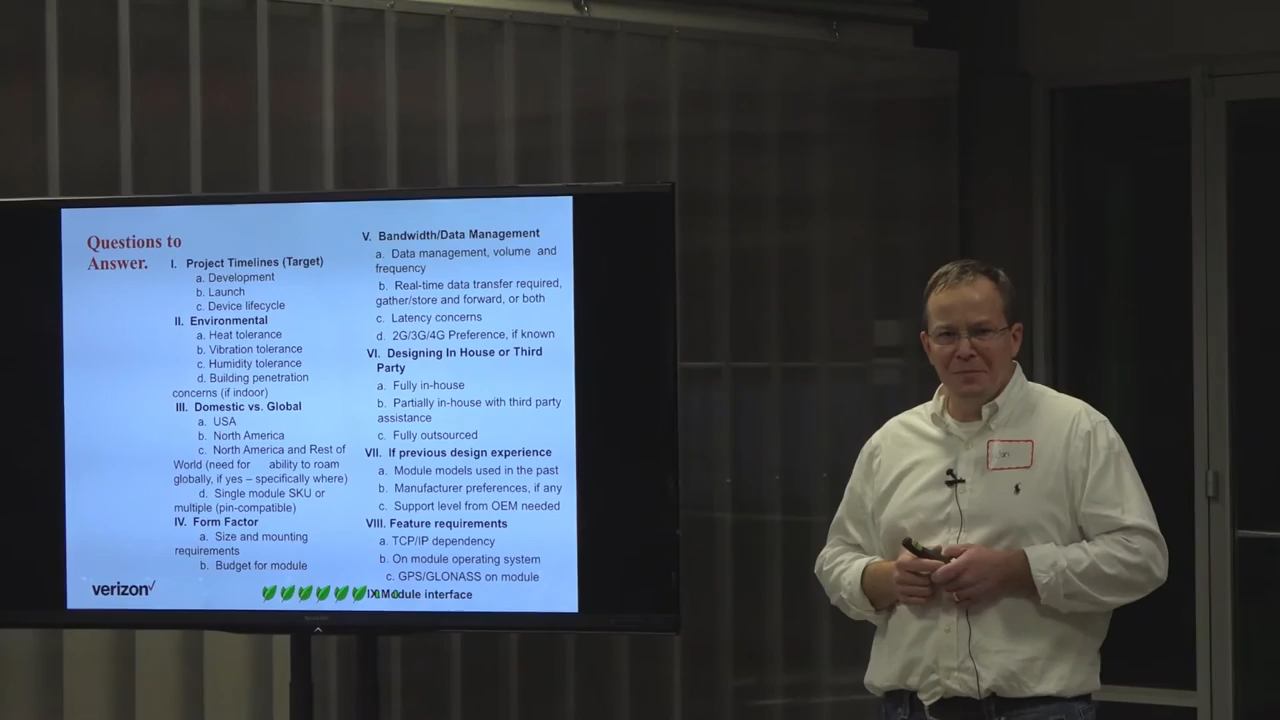 Questions to
Answer.
I. Project Timelines (Target)
a. Development
b. Launch
c. Device lifecycle
II. Environmental
a. Heat tolerance
b. Vibration tolerance
c. Humidity tolerance
d. Building penetration
concerns (if indoor)
III. Domestic vs. Global
a. USA
b. North America
c. North America and Rest of
World (need for ability to roam
globally, if yes – specifically where)
d. Single module SKU or
multiple (pin-compatible)
IV. Form Factor
a. Size and mounting
requirements
b. Budget for module
V. Bandwidth/Data Management
a. Data management, volume and
frequency
b. Real-time data transfer required,
gather/store and forward, or both
c. Latency concerns
d. 2G/3G/4G Preference, if known
VI. Designing In House or Third
Party
a. Fully in-house
b. Partially in-house with third party
assistance
c. Fully outsourced
VII. If previous design experience
a. Module models used in the past
b. Manufacturer preferences, if any
c. Support level from OEM needed
VIII. Feature requirements
a. TCP/IP dependency
b. On module operating system
c. GPS/GLONASS on module
IX.Module interface
verizon